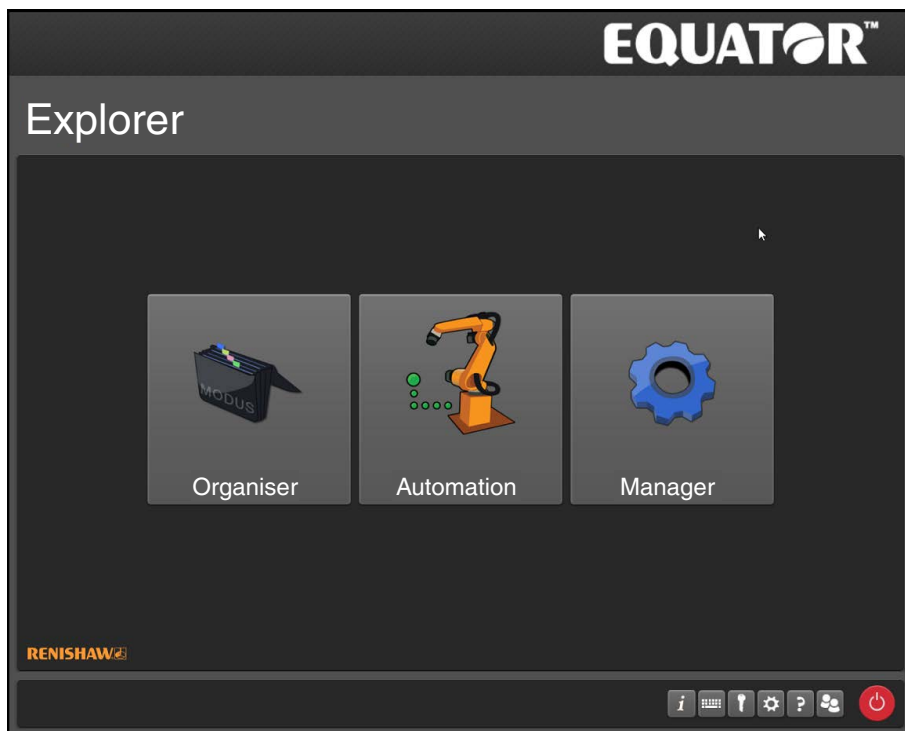 EQUATOR™
Explorer
MODUS
Organiser
Automation
Manager
RENISHAW
i
?